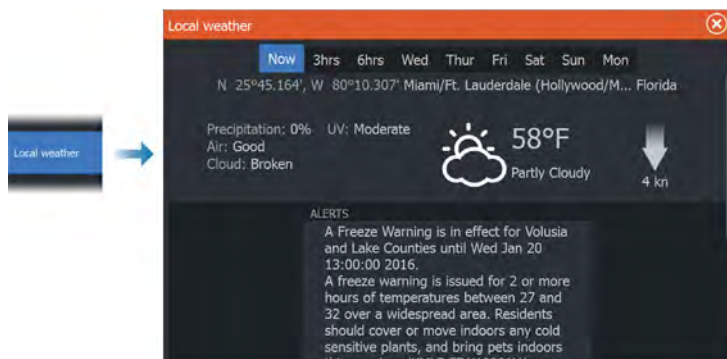 Local weather
Local weather
Now 3hrs 6hrs Wed Thur Fri Sat Sun Mon
N 25°45.164', W 80°10.307' Miami/Ft. Lauderdale (Hollywood/M... Florida
Precipitation: 0% UV: Moderate
Air: Good
Cloud: Broken
58°F
Partly Cloudy
4 kn
ALERTS
A Freeze Warning is in effect for Volusia
and Lake Counties until Wed Jan 20
13:00:00 2016.
A freeze warning is issued for 2 or more
hours of temperatures between 27 and
32 over a widespread area. Residents
should cover or move indoors any cold
sensitive plants, and bring pets indoors